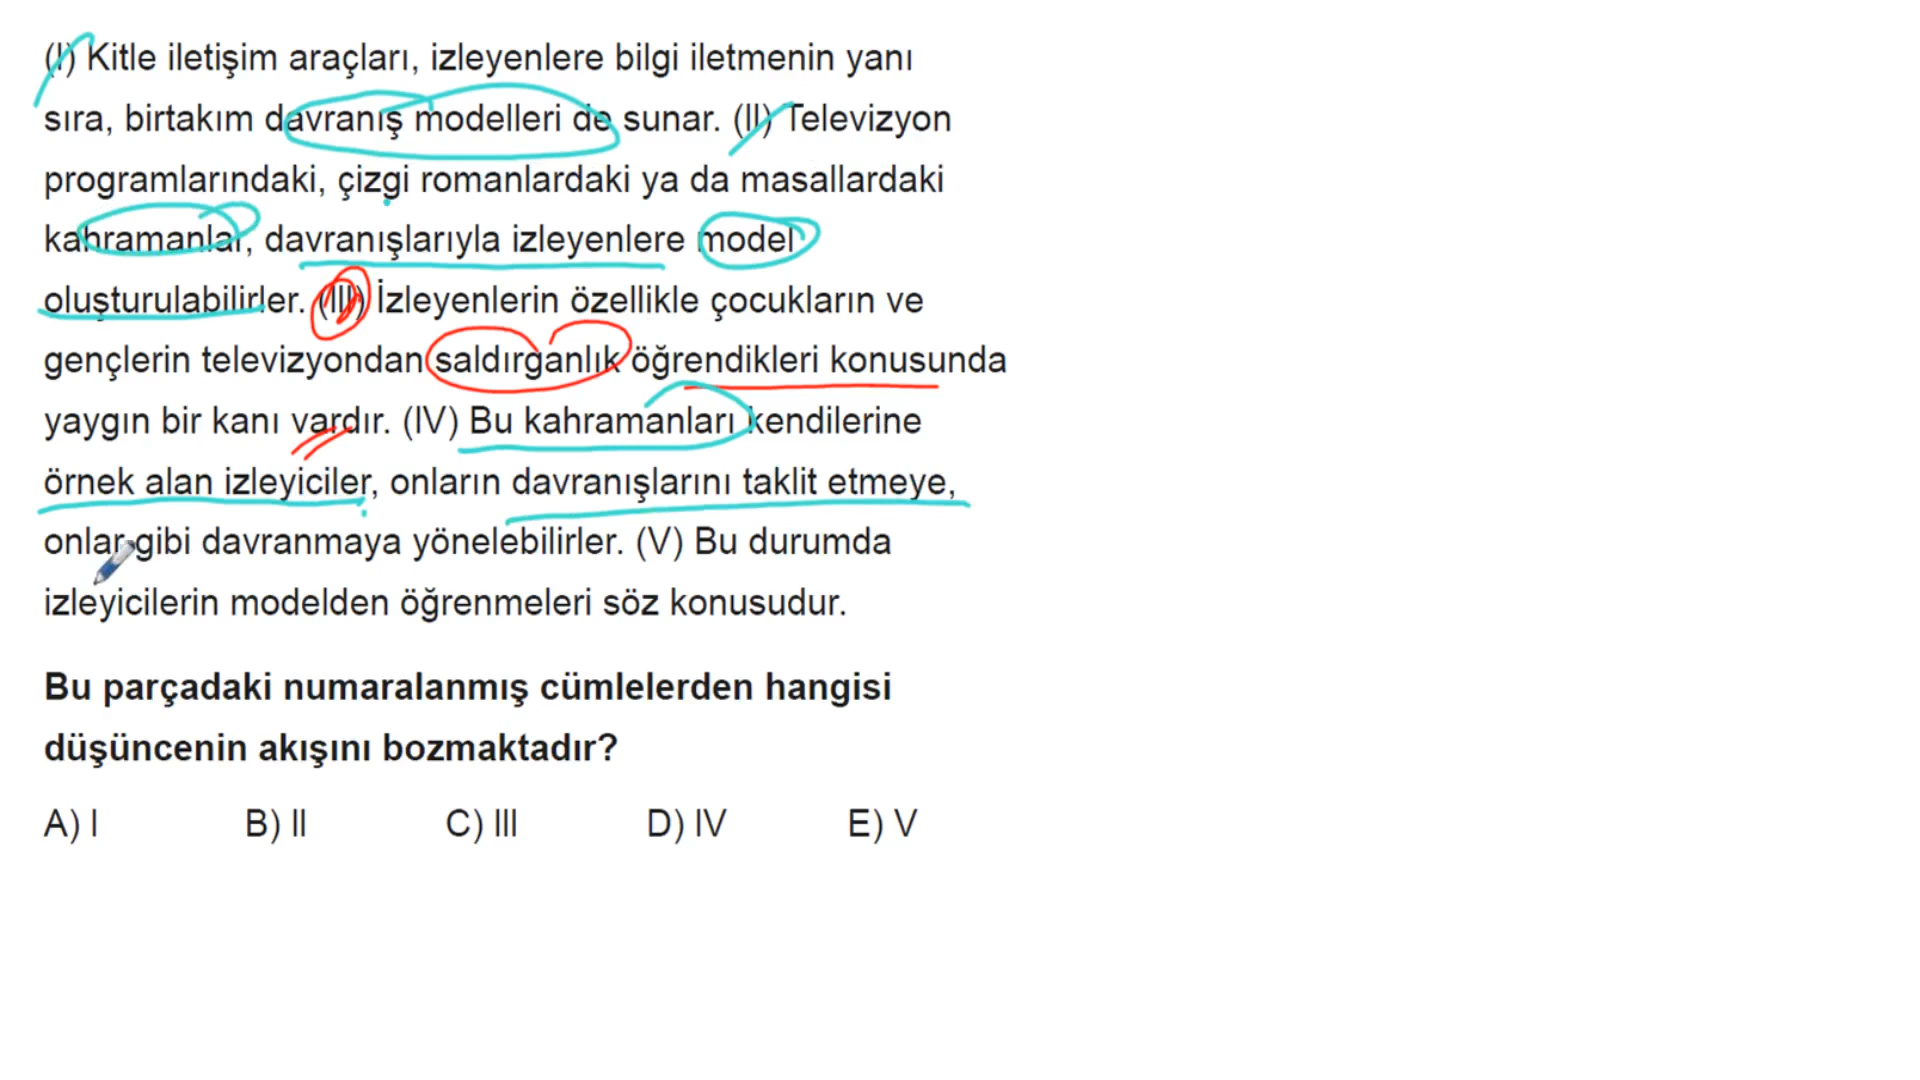 (I) Kitle iletişim araçları, izleyenlere bilgi iletmenin yanı
sıra, birtakım davranış modelleri de sunar. (II) Televizyon
programlarındaki, çizgi romanlardaki ya da masallardaki
kahramanlar, davranışlarıyla izleyenlere model
oluşturulabilirler. (III) İzleyenlerin özellikle çocukların ve
gençlerin televizyondan saldırganlık öğrendikleri konusunda
yaygın bir kanı vardır. (IV) Bu kahramanları kendilerine
örnek alan izleyiciler, onların davranışlarını taklit etmeye,
onlar gibi davranmaya yönelebilirler. (V) Bu durumda
izleyicilerin modelden öğrenmeleri söz konusudur.
Bu parçadaki numaralanmış cümlelerden hangisi
düşüncenin akışını bozmaktadır?
A) I B) II C) III D) IV E) V